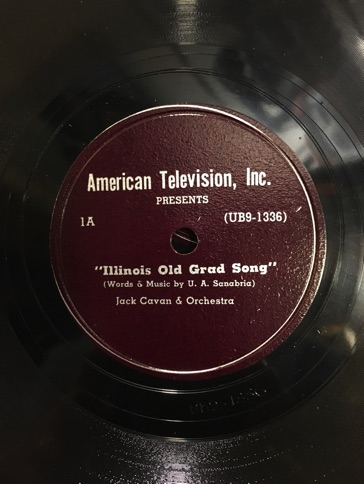 American Television, Inc.
PRESENTS
1A (UB9-1336)
"Illinois Old Grad Song"
(Words & Music by U. A. Sanabria)
Jack Cavan & Orchestra